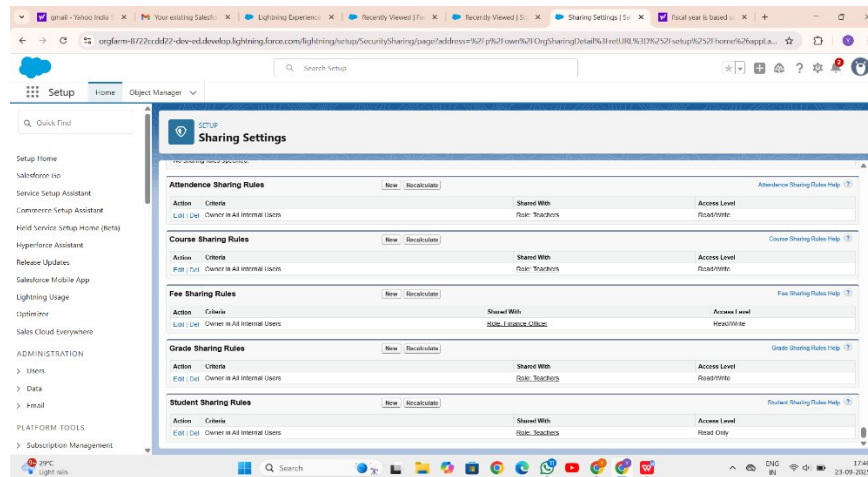 gmail - Yahoo India S
Your existing Salesfo
Lightning Experience
Recently Viewed | Fe
Recently Viewed | St
Sharing Settings | Sa
fiscal year is based o
orgfarm-8722ccdd22-dev-ed.develop.lightning.force.com/lightning/setup/SecuritySharing/page?address=%2Fp%2Fown%2FOrgSharingDetail%3FretURL%3D%252Fsetup%252Fhome%26appLa...
Search Setup
Setup
Home
Object Manager
Quick Find
SETUP
Sharing Settings
Setup Home
Salesforce Go
Service Setup Assistant
Commerce Setup Assistant
Field Service Setup Home (Beta)
Hyperforce Assistant
Release Updates
Salesforce Mobile App
Lightning Usage
Optimizer
Sales Cloud Everywhere
ADMINISTRATION
Users
Data
Email
PLATFORM TOOLS
Subscription Management
No sharing rules specified.
Attendence Sharing Rules New Recalculate Attendence Sharing Rules Help ?
Action Criteria Shared With Access Level
Edit | Del Owner in All Internal Users Role: Teachers Read/Write
Course Sharing Rules New Recalculate Course Sharing Rules Help ?
Action Criteria Shared With Access Level
Edit | Del Owner in All Internal Users Role: Teachers Read/Write
Fee Sharing Rules New Recalculate Fee Sharing Rules Help ?
Action Criteria Shared With Access Level
Edit | Del Owner in All Internal Users Role: Finance Officer Read/Write
Grade Sharing Rules New Recalculate Grade Sharing Rules Help ?
Action Criteria Shared With Access Level
Edit | Del Owner in All Internal Users Role: Teachers Read/Write
Student Sharing Rules New Recalculate Student Sharing Rules Help ?
Action Criteria Shared With Access Level
Edit | Del Owner in All Internal Users Role: Teachers Read Only
29°C
Light rain
Search
ENG
IN
17:48
23-09-2025